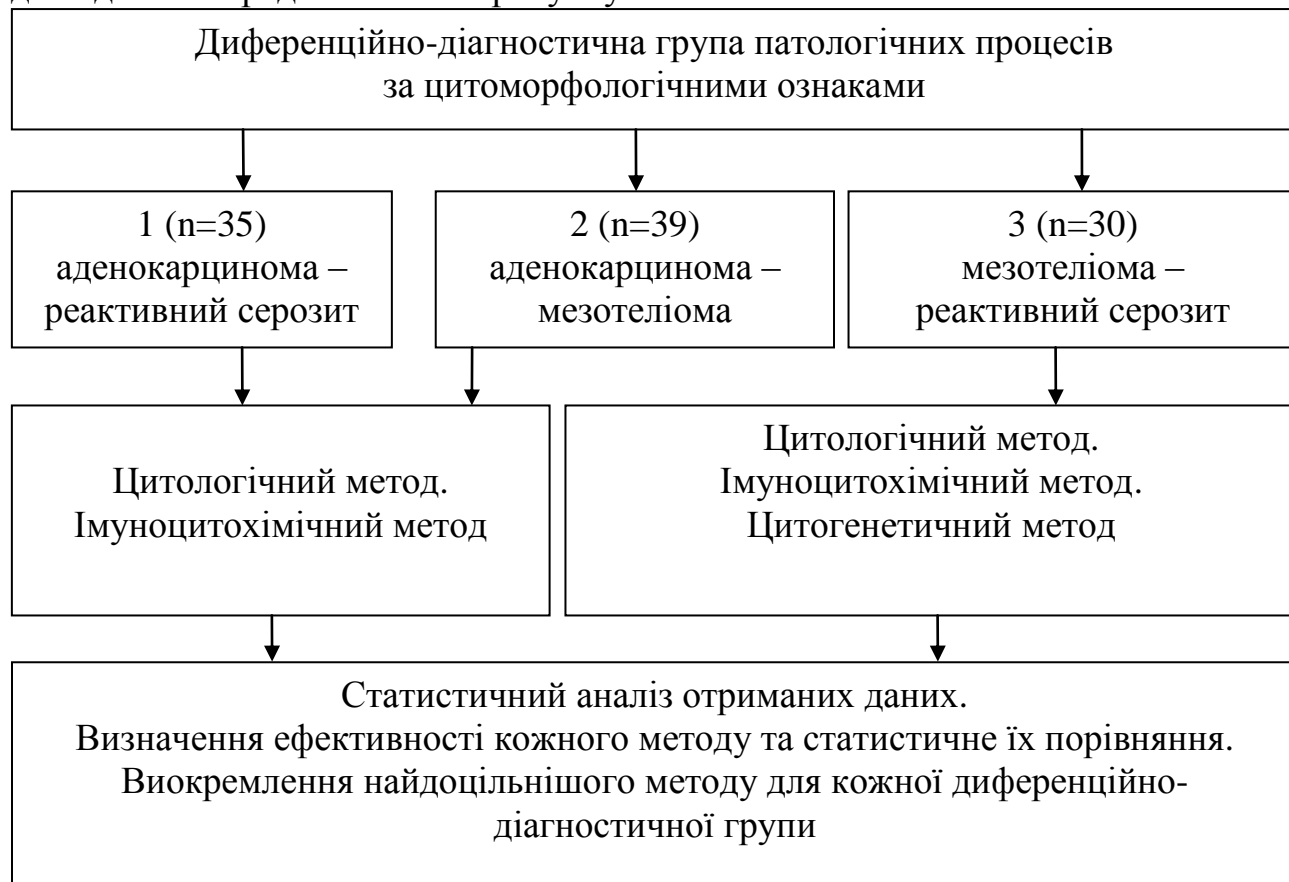 Диференційно-діагностична група патологічних процесів
за цитоморфологічними ознаками
1 (n=35)
аденокарцинома –
реактивний серозит
2 (n=39)
аденокарцинома –
мезотеліома
3 (n=30)
мезотеліома –
реактивний серозит
Цитологічний метод.
Імуноцитохімічний метод
Цитологічний метод.
Імуноцитохімічний метод.
Цитогенетичний метод
Статистичний аналіз отриманих даних.
Визначення ефективності кожного методу та статистичне їх порівняння.
Виокремлення найдоцільнішого методу для кожної диференційно-
діагностичної групи